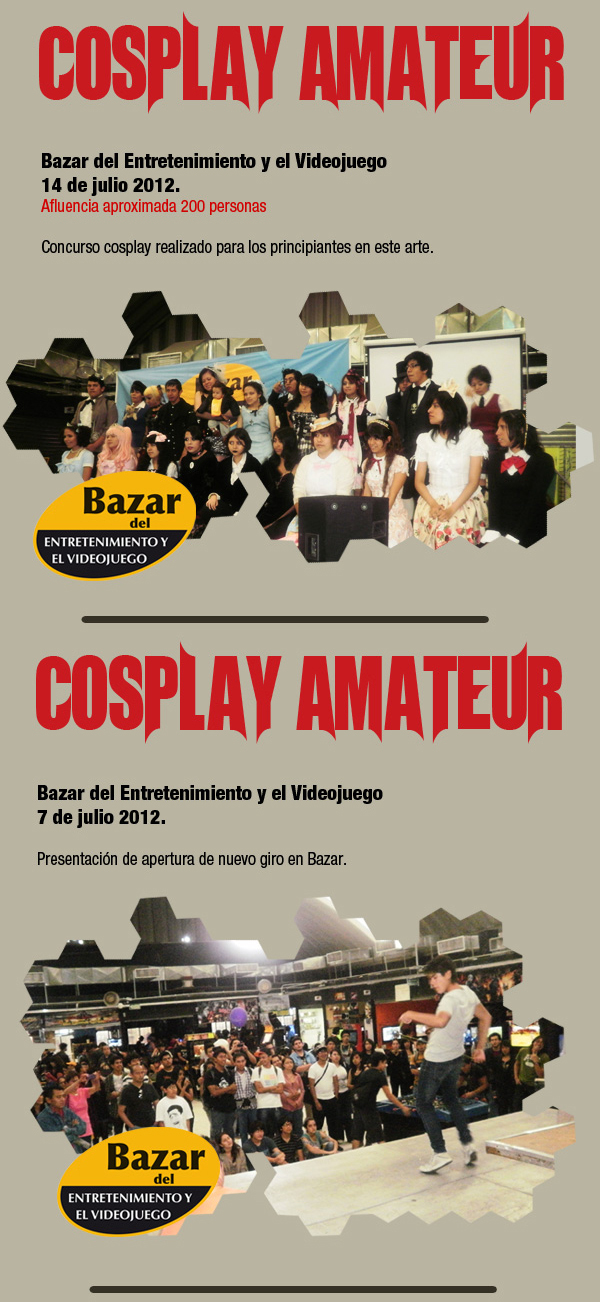 COSPLAY AMATEUR
Bazar del Entretenimiento y el Videojuego
14 de julio 2012.
Afluencia aproximada 200 personas
Concurso cosplay realizado para los principiantes en este arte.
Bazar
Bazar
del
ENTRETENIMIENTO Y
EL VIDEOJUEGO
COSPLAY AMATEUR
Bazar del Entretenimiento y el Videojuego
7 de julio 2012.
Presentación de apertura de nuevo giro en Bazar.
Bazar
del
ENTRETENIMIENTO Y
EL VIDEOJUEGO